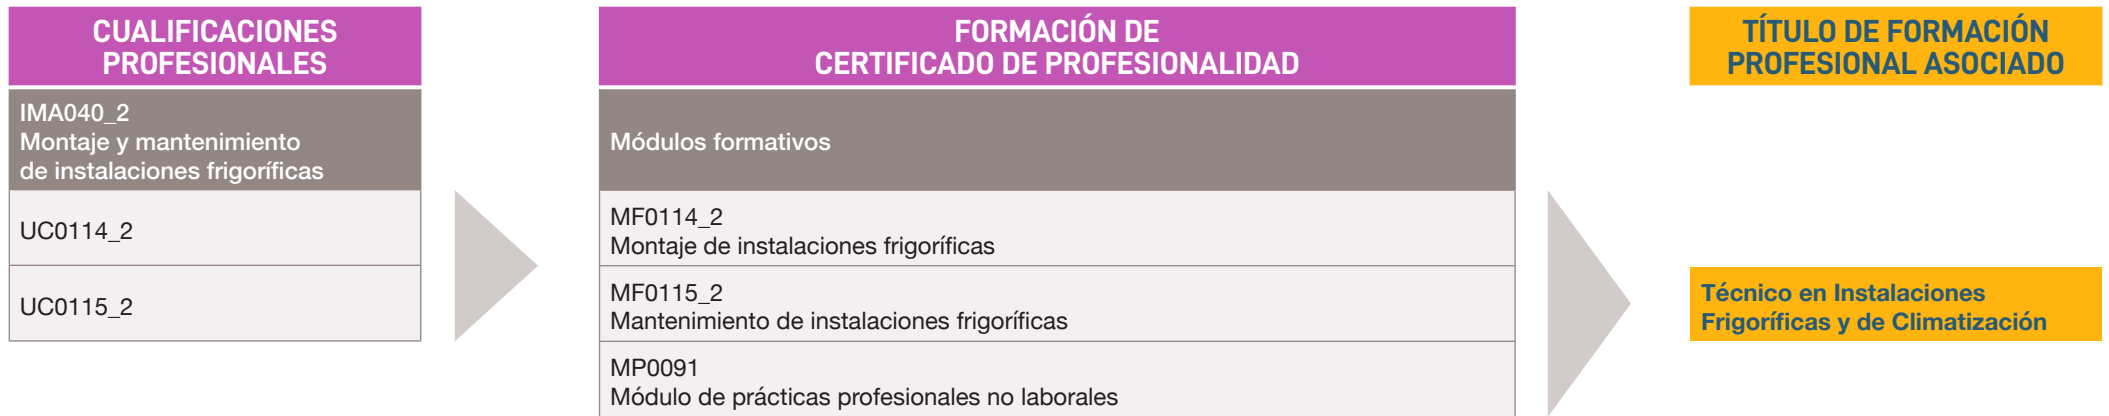 CUALIFICACIONES
PROFESIONALES
IMA040_2
Montaje y mantenimiento
de instalaciones frigoríficas
UC0114_2
UC0115_2
FORMACIÓN DE
CERTIFICADO DE PROFESIONALIDAD
Módulos formativos
MF0114_2
Montaje de instalaciones frigoríficas
MF0115_2
Mantenimiento de instalaciones frigoríficas
MP0091
Módulo de prácticas profesionales no laborales
TÍTULO DE FORMACIÓN
PROFESIONAL ASOCIADO
Técnico en Instalaciones
Frigoríficas y de Climatización